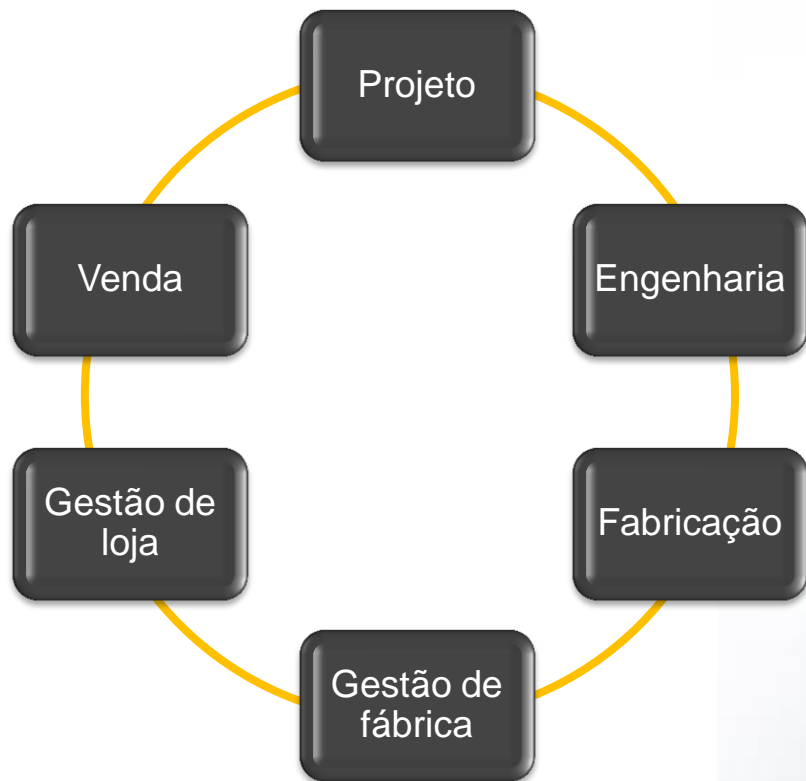 Projeto
Venda
Engenharia
Gestão de
loja
Fabricação
Gestão de
fábrica